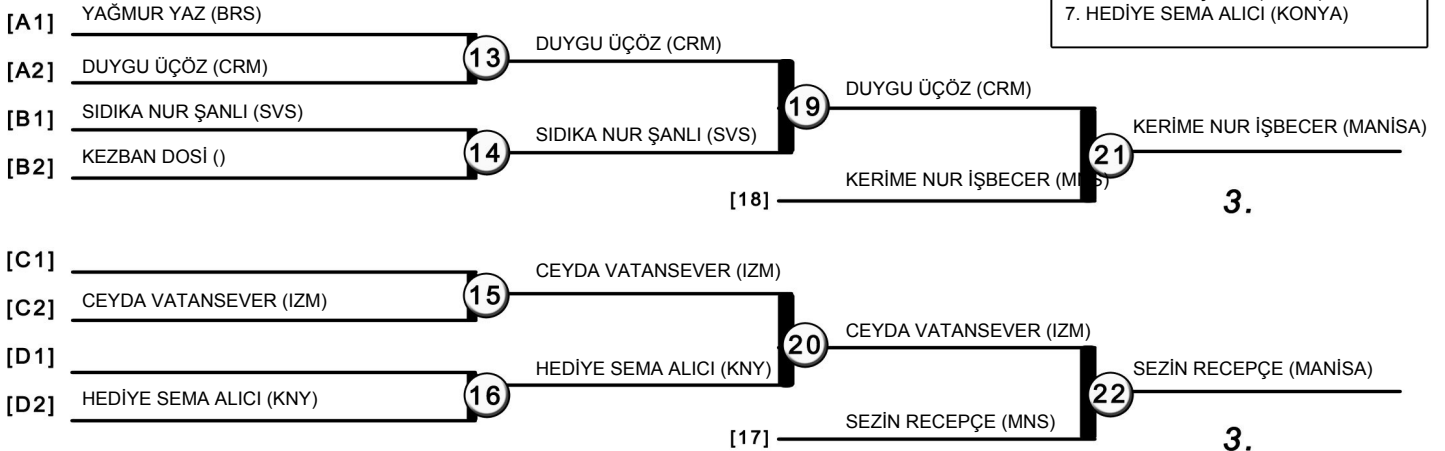 7. HEDİYE SEMA ALICI (KONYA)
[A1] YAĞMUR YAZ (BRS)
13 DUYGU ÜÇÖZ (CRM)
[A2] DUYGU ÜÇÖZ (CRM)
19 DUYGU ÜÇÖZ (CRM)
[B1] SIDIKA NUR ŞANLI (SVS)
14 SIDIKA NUR ŞANLI (SVS)
[B2] KEZBAN DOSİ ()
21 KERİME NUR İŞBECER (MANİSA)
[18] KERİME NUR İŞBECER (MNS)
3.
[C1]
15 CEYDA VATANSEVER (IZM)
[C2] CEYDA VATANSEVER (IZM)
20 CEYDA VATANSEVER (IZM)
[D1]
16 HEDİYE SEMA ALICI (KNY)
[D2] HEDİYE SEMA ALICI (KNY)
22 SEZİN RECEPÇE (MANİSA)
[17] SEZİN RECEPÇE (MNS)
3.